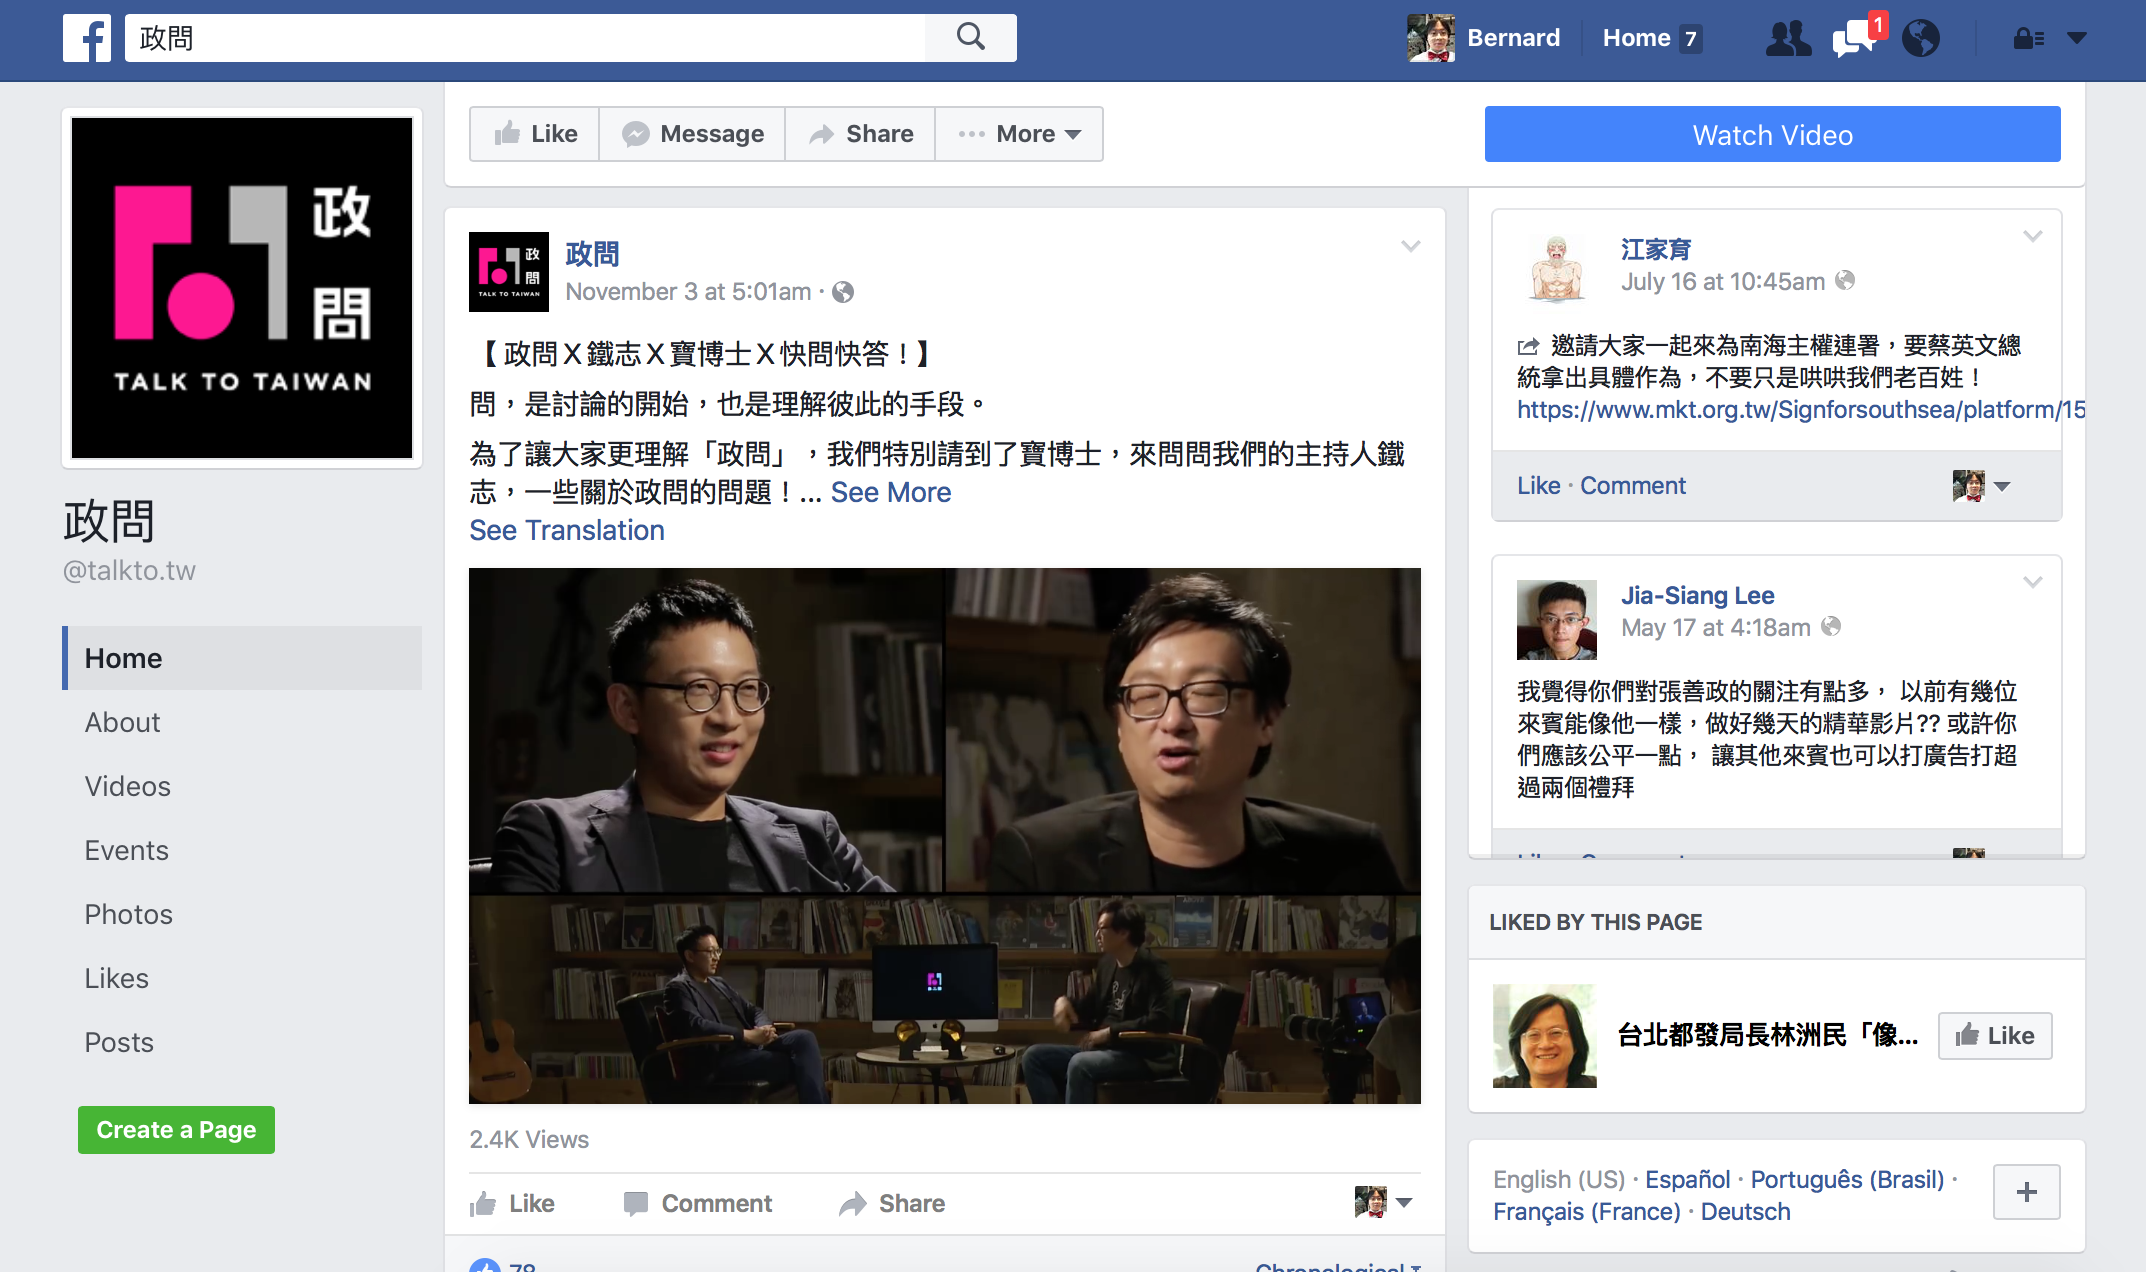 政問
Bernard
Home 7
1
Like
Message
Share
More
Watch Video
政
問
TALK TO TAIWAN
政問
@talkto.tw
Home
About
Videos
Events
Photos
Likes
Posts
Create a Page
政
問
TALK TO TAIWAN
政問
November 3 at 5:01am ·
【 政問 X 鐵志 X 寶博士 X 快問快答！】
問，是討論的開始，也是理解彼此的手段。
為了讓大家更理解「政問」，我們特別請到了寶博士，來問問我們的主持人鐵
志，一些關於政問的問題！... See More
See Translation
2.4K Views
Like
Comment
Share
78
Chronological
江家育
July 16 at 10:45am
邀請大家一起來為南海主權連署，要蔡英文總
統拿出具體作為，不要只是哄哄我們老百姓！
https://www.mkt.org.tw/Signforsouthsea/platform/15
Like · Comment
Jia-Siang Lee
May 17 at 4:18am
我覺得你們對張善政的關注有點多， 以前有幾位
來賓能像他一樣，做好幾天的精華影片?? 或許你
們應該公平一點， 讓其他來賓也可以打廣告打超
過兩個禮拜
LIKED BY THIS PAGE
台北都發局長林洲民「像...
Like
English (US) · Español · Português (Brasil) ·
Français (France) · Deutsch